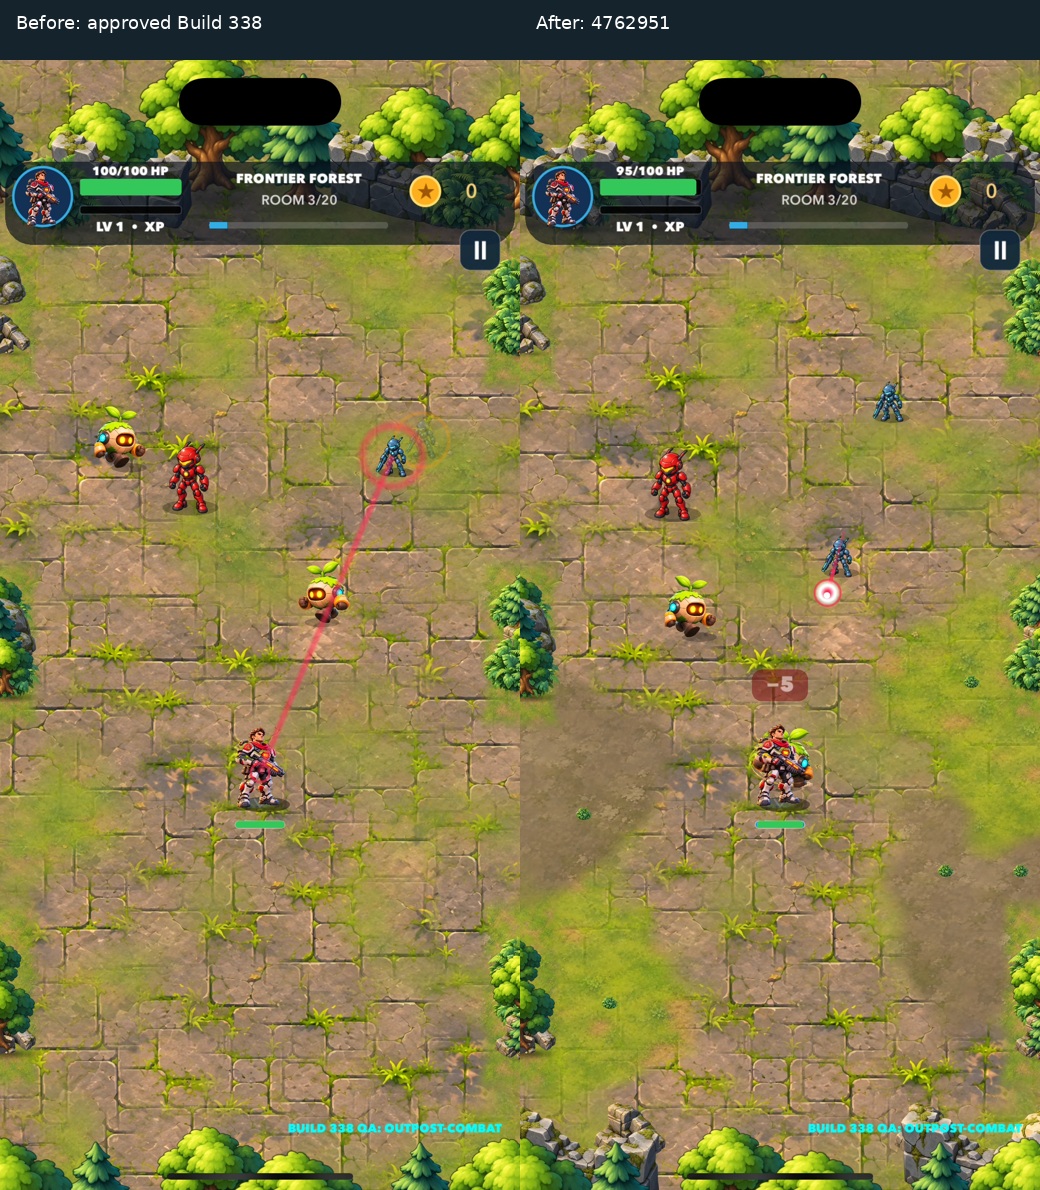 Before: approved Build 338
After: 4762951
100/100 HP
FRONTIER FOREST
ROOM 3/20
0
LV 1 • XP
95/100 HP
FRONTIER FOREST
ROOM 3/20
0
LV 1 • XP
-5
BUILD 338 QA: OUTPOST-COMBAT
BUILD 338 QA: OUTPOST-COMBAT